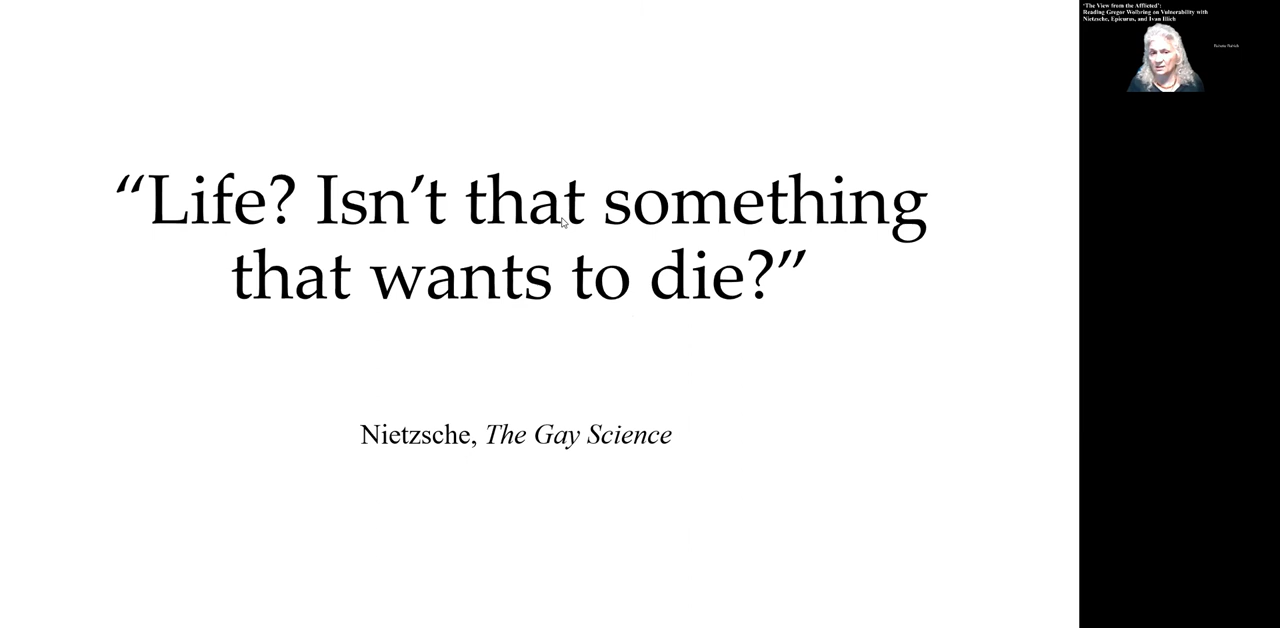 “Life? Isn’t that something
that wants to die?”
Nietzsche, The Gay Science
‘The View from the Afflicted’:
Reading Gregor Wolbring on Vulnerability with
Nietzsche, Epicurus, and Ivan Illich